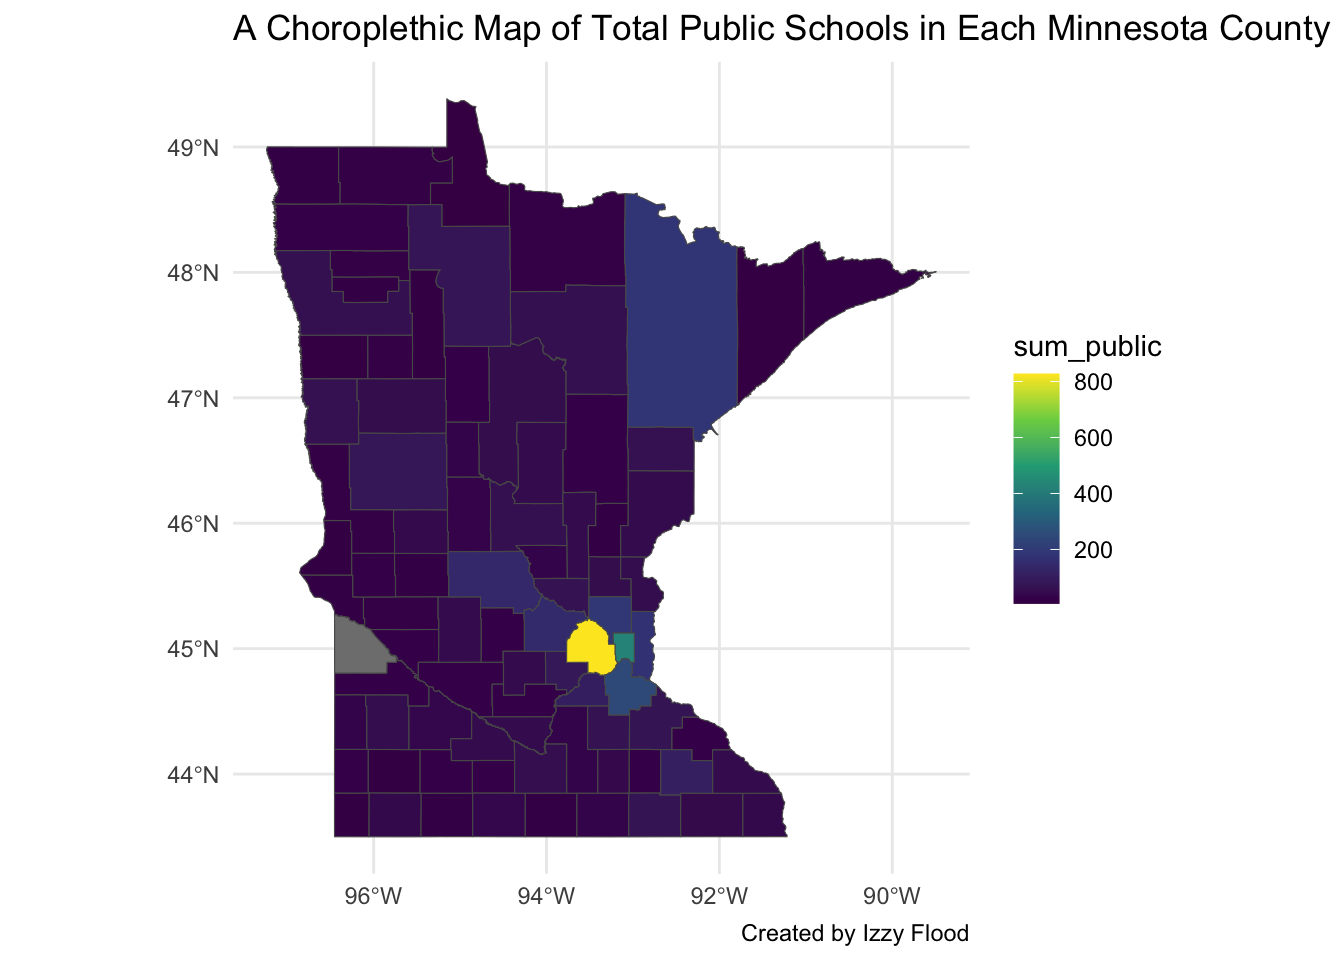 A Choroplethic Map of Total Public Schools in Each Minnesota County
49°N
48°N
47°N
46°N
45°N
44°N
96°W 94°W 92°W 90°W
sum_public
800
600
400
200
Created by Izzy Flood